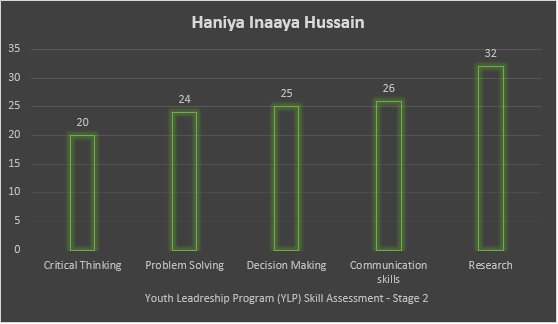 Haniya Inaaya Hussain
35
30
25
20
15
10
5
0
20
24
25
26
32
Critical Thinking
Problem Solving
Decision Making
Communication
skills
Research
Youth Leadreship Program (YLP) Skill Assessment - Stage 2